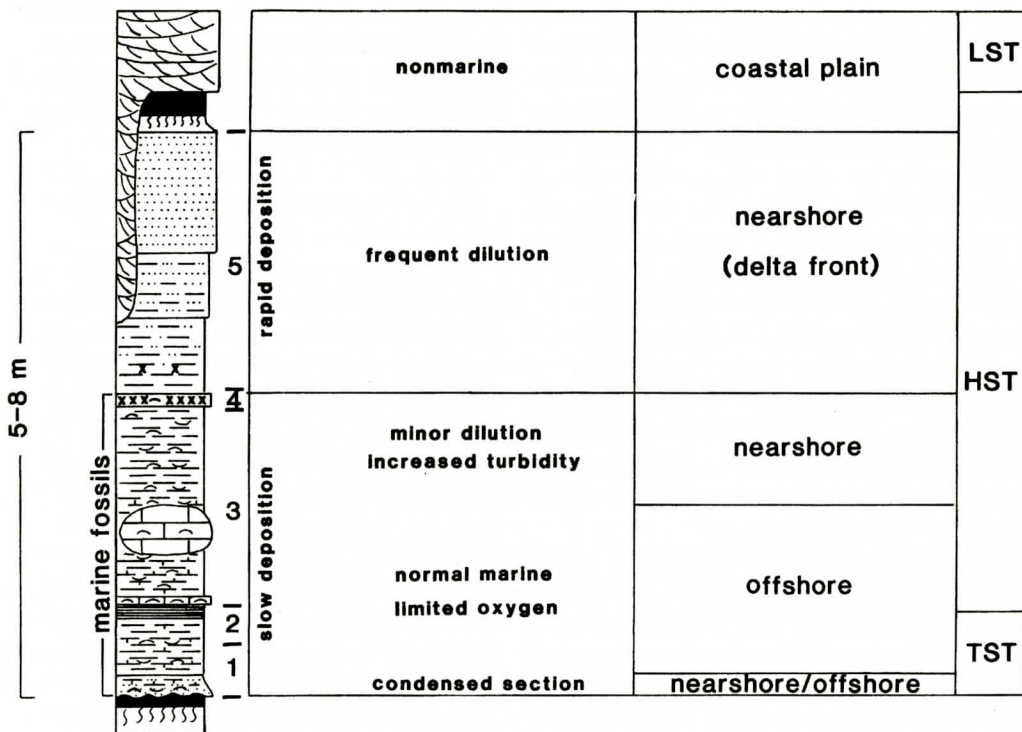 nonmarine
coastal plain
LST
5
rapid deposition
frequent dilution
nearshore
(delta front)
5-8 m
HST
4
xxx xxxx
marine fossils
slow deposition
minor dilution
increased turbidity
nearshore
3
normal marine
limited oxygen
offshore
2
1
TST
condensed section
nearshore/offshore